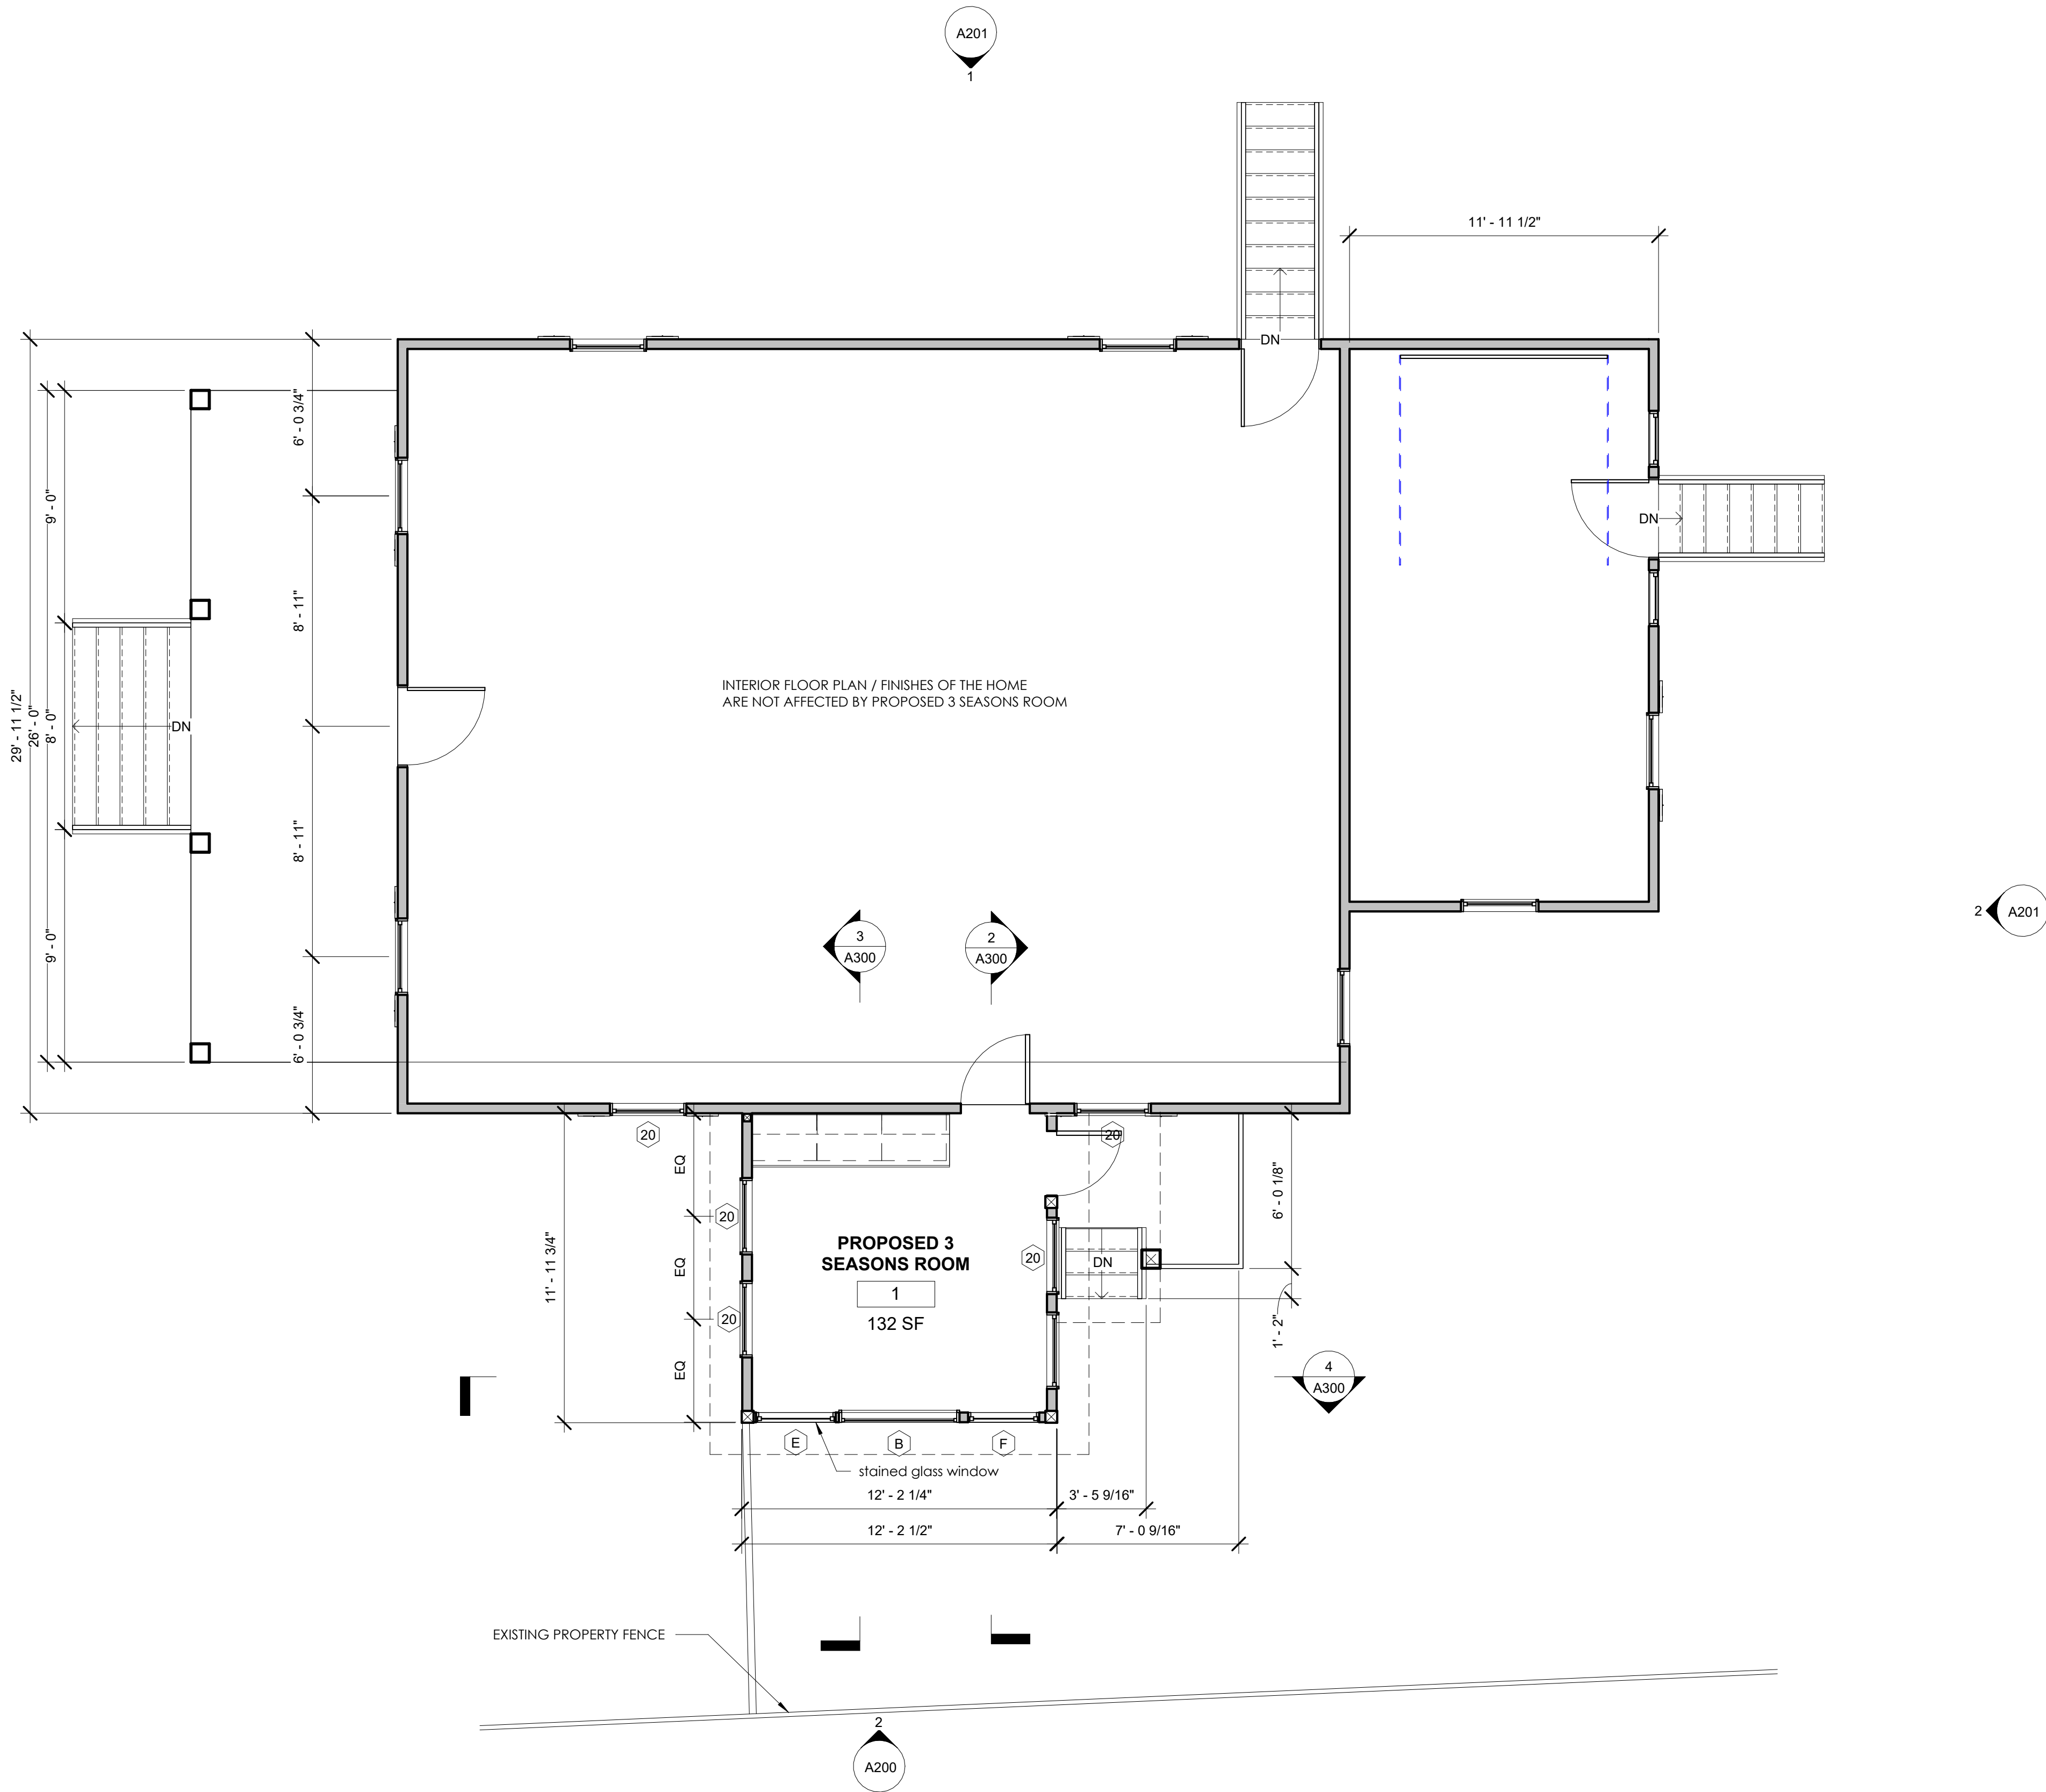 A201
1
11' - 11 1/2"
DN
6' - 0 3/4"
9' - 0"
DN
8' - 11"
29' - 11 1/2"
26' - 0"
8' - 0"
DN
INTERIOR FLOOR PLAN / FINISHES OF THE HOME
ARE NOT AFFECTED BY PROPOSED 3 SEASONS ROOM
8' - 11"
9' - 0"
3
A300
2
A300
2
A201
6' - 0 3/4"
20
20
EQ
6' - 0 1/8"
20
11' - 11 3/4"
PROPOSED 3
SEASONS ROOM
20
DN
EQ
1
132 SF
20
1' - 2"
EQ
4
A300
E
B
F
stained glass window
12' - 2 1/4"
3' - 5 9/16"
12' - 2 1/2"
7' - 0 9/16"
EXISTING PROPERTY FENCE
2
A200